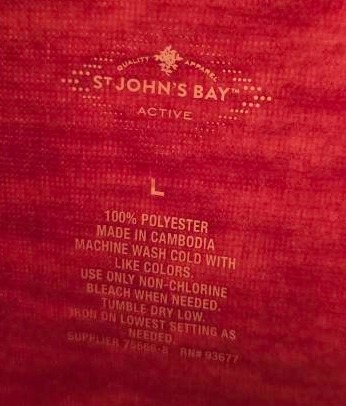 QUALITY APPAREL
ST JOHN'S BAY™
ACTIVE
L
100% POLYESTER
MADE IN CAMBODIA
MACHINE WASH COLD WITH
LIKE COLORS.
USE ONLY NON-CHLORINE
BLEACH WHEN NEEDED.
TUMBLE DRY LOW.
IRON ON LOWEST SETTING AS
NEEDED.
SUPPLIER 75666-8 RN# 93677